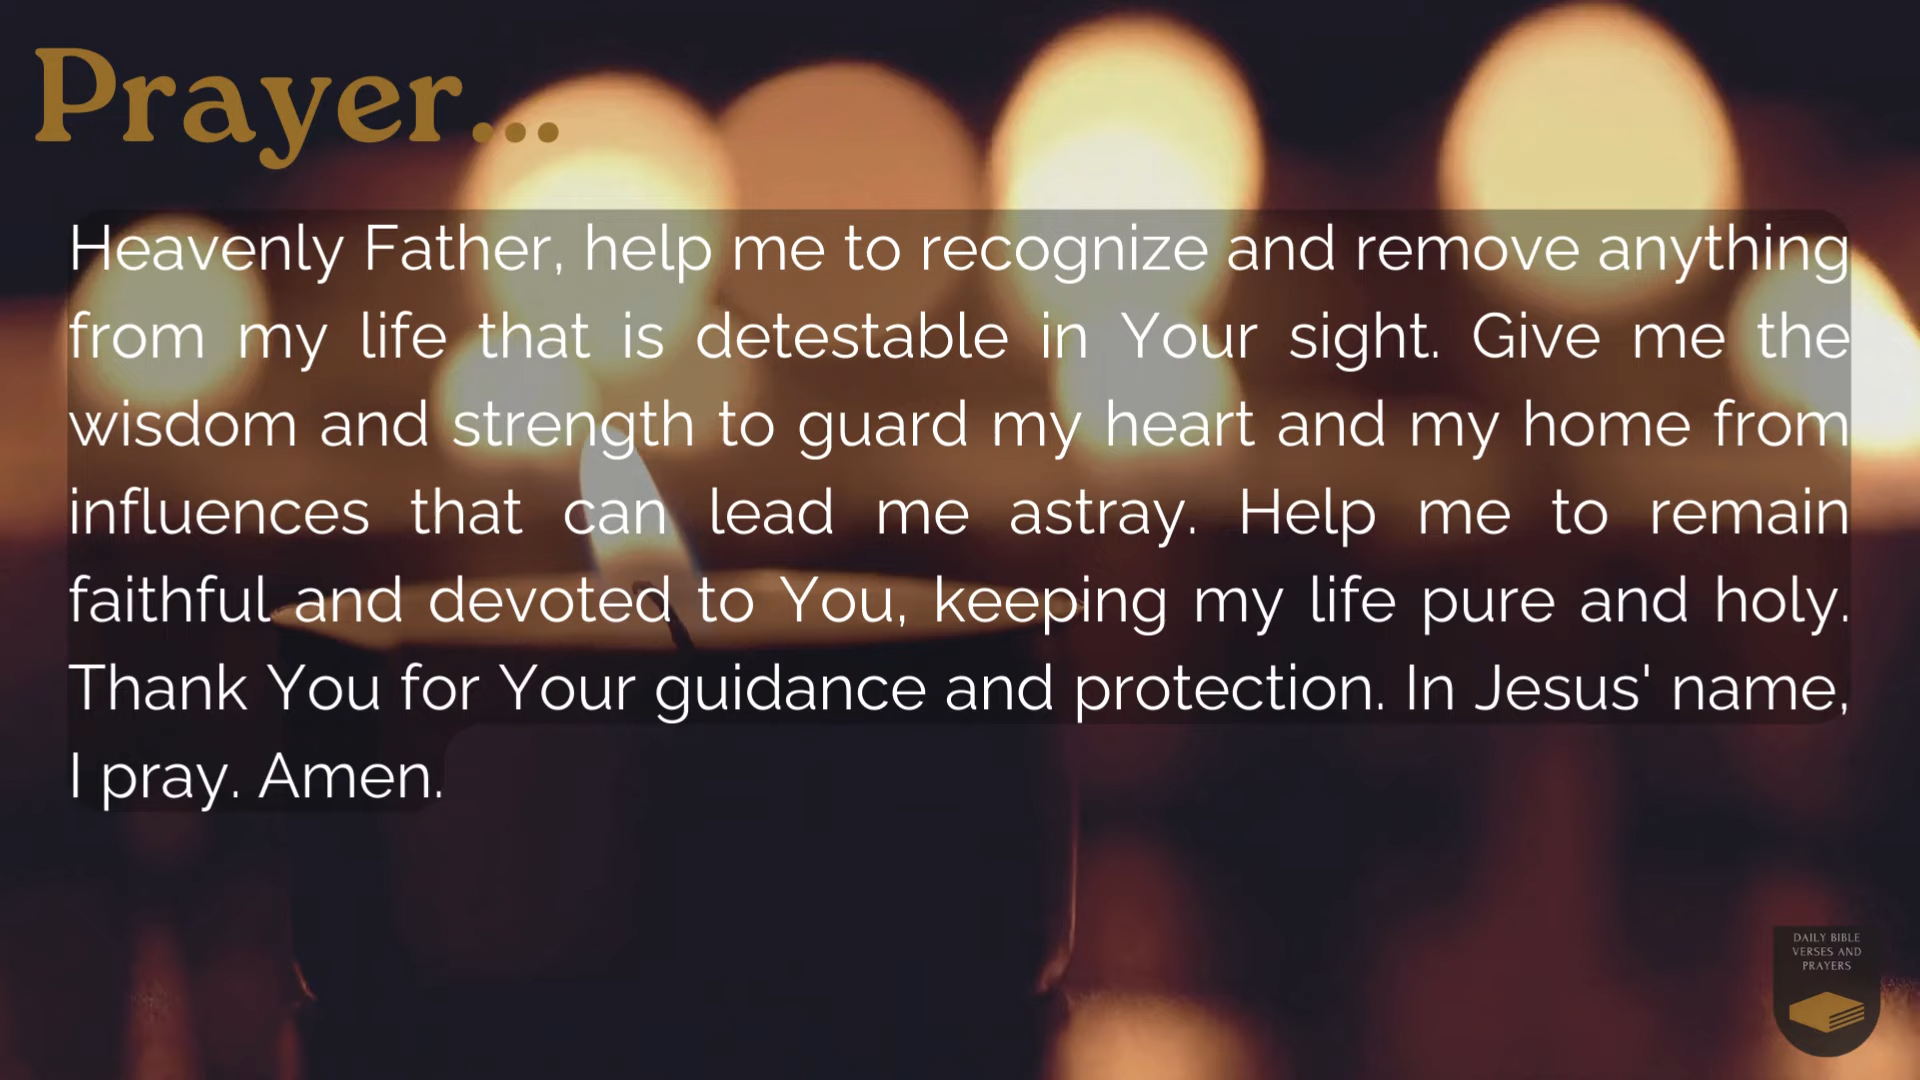 Prayer...
Heavenly Father, help me to recognize and remove anything
from my life that is detestable in Your sight. Give me the
wisdom and strength to guard my heart and my home from
influences that can lead me astray. Help me to remain
faithful and devoted to You, keeping my life pure and holy.
Thank You for Your guidance and protection. In Jesus' name,
I pray. Amen.
DAILY BIBLE
VERSES AND
PRAYERS